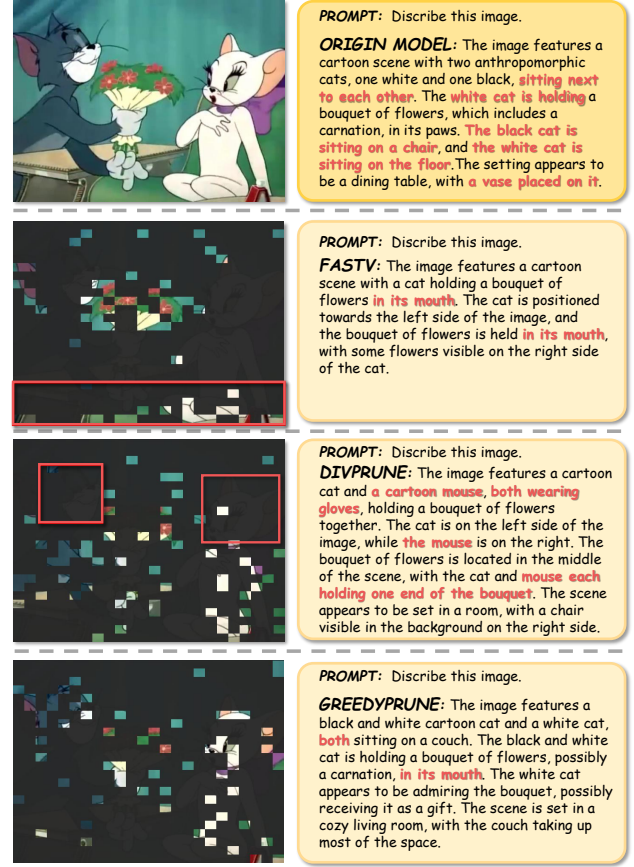 PROMPT: Discribe this image.
ORIGIN MODEL: The image features a
cartoon scene with two anthropomorphic
cats, one white and one black, sitting next
to each other. The white cat is holding a
bouquet of flowers, which includes a
carnation, in its paws. The black cat is
sitting on a chair, and the white cat is
sitting on the floor.The setting appears to
be a dining table, with a vase placed on it.
PROMPT: Discribe this image.
FASTV: The image features a cartoon
scene with a cat holding a bouquet of
flowers in its mouth. The cat is positioned
towards the left side of the image, and
the bouquet of flowers is held in its mouth,
with some flowers visible on the right side
of the cat.
PROMPT: Discribe this image.
DIVPRUNE: The image features a cartoon
cat and a cartoon mouse, both wearing
gloves, holding a bouquet of flowers
together. The cat is on the left side of the
image, while the mouse is on the right. The
bouquet of flowers is located in the middle
of the scene, with the cat and mouse each
holding one end of the bouquet. The scene
appears to be set in a room, with a chair
visible in the background on the right side.
PROMPT: Discribe this image.
GREEDYPRUNE: The image features a
black and white cartoon cat and a white cat,
both sitting on a couch. The black and white
cat is holding a bouquet of flowers, possibly
a carnation, in its mouth. The white cat
appears to be admiring the bouquet, possibly
receiving it as a gift. The scene is set in a
cozy living room, with the couch taking up
most of the space.